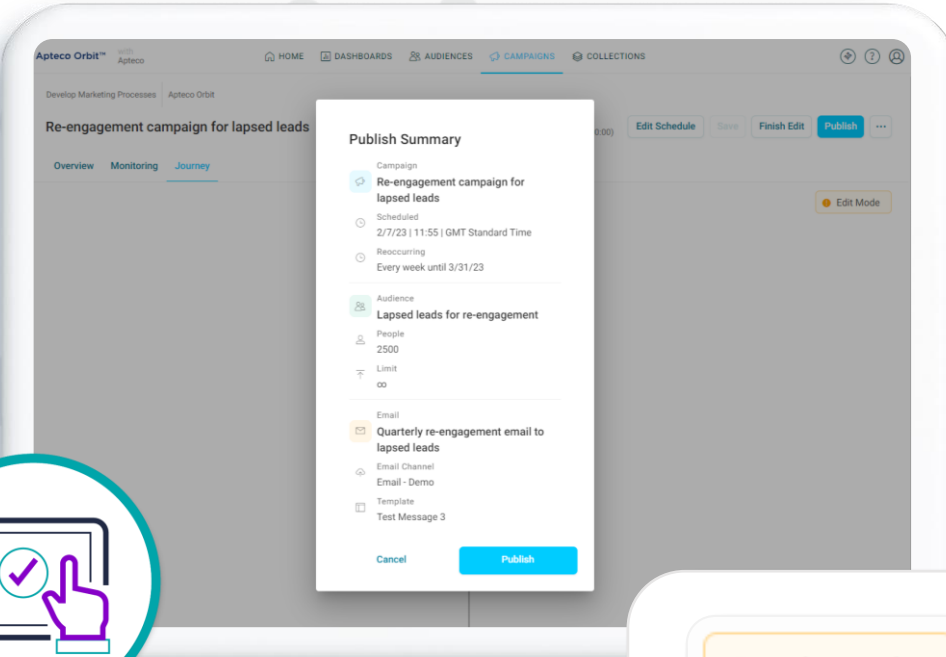 Apteco Orbit™ with Apteco HOME DASHBOARDS AUDIENCES CAMPAIGNS COLLECTIONS
Develop Marketing Processes Apteco Orbit
Re-engagement campaign for lapsed leads 0:00) Edit Schedule Save Finish Edit Publish ...
Overview Monitoring Journey
Edit Mode
Publish Summary
Campaign
Re-engagement campaign for
lapsed leads
Scheduled
2/7/23 | 11:55 | GMT Standard Time
Reoccurring
Every week until 3/31/23
Audience
Lapsed leads for re-engagement
People
2500
Limit
∞
Email
Quarterly re-engagement email to
lapsed leads
Email Channel
Email - Demo
Template
Test Message 3
Cancel Publish